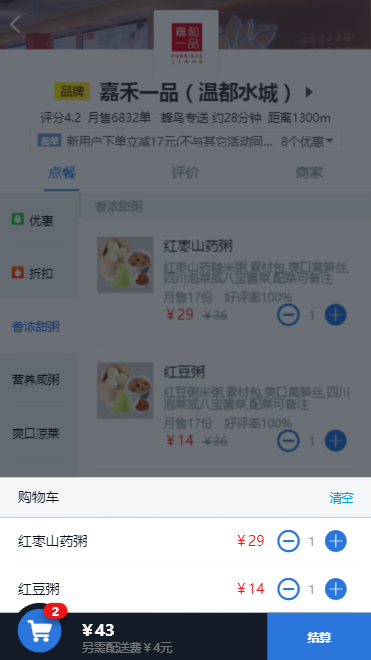 嘉和
一品
PORRIDGE
JIAHE
品牌 嘉禾一品（温都水城）
评分4.2 月售6832单 蜂鸟专送 约28分钟 距离1300m
新用户下单立减17元(不与其它活动同... 8个优惠
点餐 评价 商家
优惠
折扣
香浓甜粥
营养咸粥
爽口凉菜
香浓甜粥
红枣山药粥
红枣山药糙米粥,素材包,爽口莴笋丝,
四川泡菜或八宝酱菜,配菜可备注
月售17份 好评率100%
￥29 ￥36 1
红豆粥
红豆粥糙米粥,素材包,爽口莴笋丝,四川
泡菜或八宝酱菜,配菜可备注
月售17份 好评率100%
￥14 ￥36 1
购物车 清空
红枣山药粥 ￥29 1
红豆粥 ￥14 1
2
￥43
另需配送费￥4元
结算